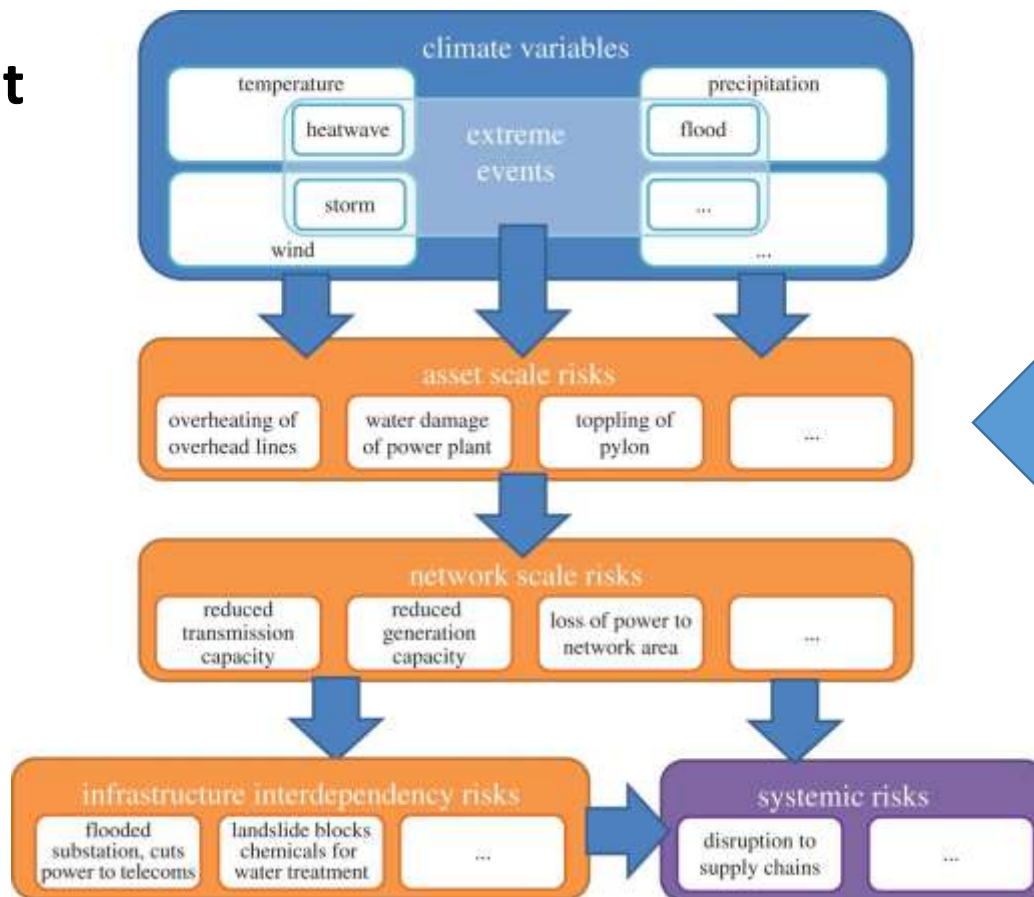 t
climate variables
temperature
precipitation
heatwave
extreme
events
flood
storm
...
wind
...
asset scale risks
overheating of
overhead lines
water damage
of power plant
toppling of
pylon
...
network scale risks
reduced
transmission
capacity
reduced
generation
capacity
loss of power to
network area
...
infrastructure interdependency risks
flooded
substation, cuts
power to telecoms
landslide blocks
chemicals for
water treatment
...
systemic risks
disruption to
supply chains
...